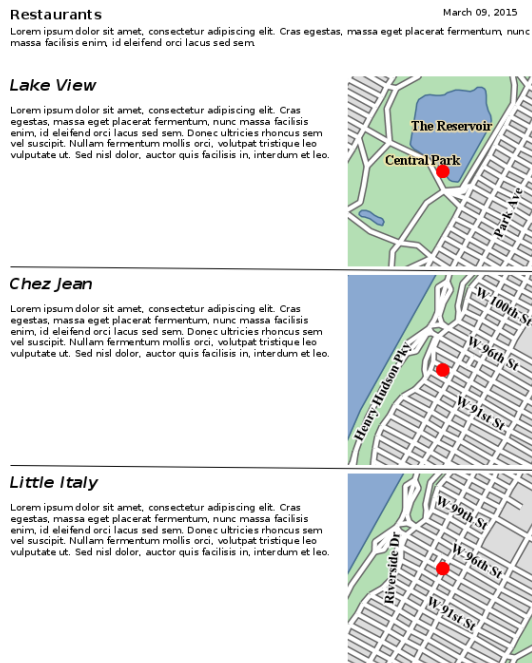 Restaurants
March 09, 2015
Lorem ipsum dolor sit amet, consectetur adipiscing elit. Cras egestas, massa eget placerat fermentum, nunc
massa facilisis enim, id eleifend orci lacus sed sem.
Lake View
Lorem ipsum dolor sit amet, consectetur adipiscing elit. Cras
egestas, massa eget placerat fermentum, nunc massa facilisis
enim, id eleifend orci lacus sed sem. Donec ultricies rhoncus sem
vel suscipit. Nullam fermentum mollis orci, volutpat tristique leo
vulputate ut. Sed nisl dolor, auctor quis facilisis in, interdum et leo.
The Reservoir
Central Park
Park Ave
Chez Jean
Lorem ipsum dolor sit amet, consectetur adipiscing elit. Cras
egestas, massa eget placerat fermentum, nunc massa facilisis
enim, id eleifend orci lacus sed sem. Donec ultricies rhoncus sem
vel suscipit. Nullam fermentum mollis orci, volutpat tristique leo
vulputate ut. Sed nisl dolor, auctor quis facilisis in, interdum et leo.
W 100th St
W 96th St
Henry Hudson Pky
W 91st St
Little Italy
Lorem ipsum dolor sit amet, consectetur adipiscing elit. Cras
egestas, massa eget placerat fermentum, nunc massa facilisis
enim, id eleifend orci lacus sed sem. Donec ultricies rhoncus sem
vel suscipit. Nullam fermentum mollis orci, volutpat tristique leo
vulputate ut. Sed nisl dolor, auctor quis facilisis in, interdum et leo.
W 99th St
W 96th St
Riverside Dr
W 91st St